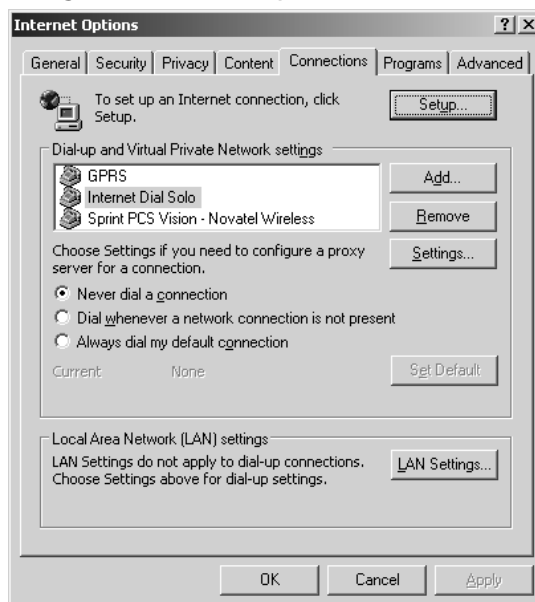 Internet Options
? ×
General Security Privacy Content Connections Programs Advanced
To set up an Internet connection, click
Setup.
Setup...
Dial-up and Virtual Private Network settings
GPRS
Internet Dial Solo
Sprint PCS Vision - Novatel Wireless
Add...
Remove
Choose Settings if you need to configure a proxy
server for a connection.
Settings...
Never dial a connection
Dial whenever a network connection is not present
Always dial my default connection
Current None
Set Default
Local Area Network (LAN) settings
LAN Settings do not apply to dial-up connections.
Choose Settings above for dial-up settings.
LAN Settings...
OK Cancel Apply